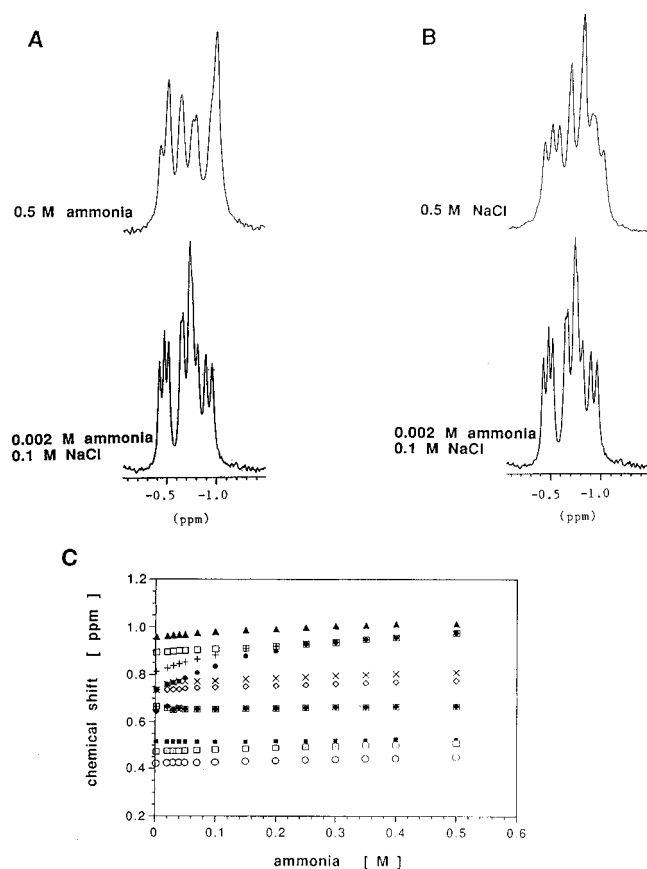 A
B
0.5 M ammonia
0.5 M NaCl
0.002 M ammonia
0.1 M NaCl
0.002 M ammonia
0.1 M NaCl
-0.5 -1.0
(ppm)
-0.5 -1.0
(ppm)
C
chemical shift [ ppm ]
1.2
1.0
0.8
0.6
0.4
0.2
0 0.1 0.2 0.3 0.4 0.5 0.6
ammonia [ M ]